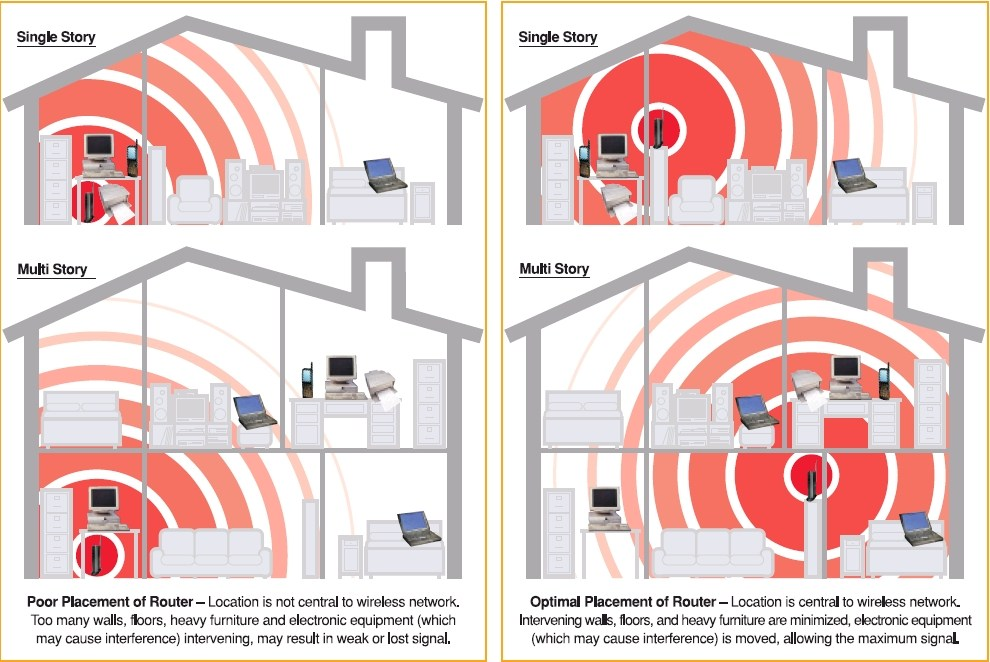 Single Story
Multi Story
Poor Placement of Router – Location is not central to wireless network.
Too many walls, floors, heavy furniture and electronic equipment (which
may cause interference) intervening, may result in weak or lost signal.
Single Story
Multi Story
Optimal Placement of Router – Location is central to wireless network.
Intervening walls, floors, and heavy furniture are minimized, electronic equipment
(which may cause interference) is moved, allowing the maximum signal.